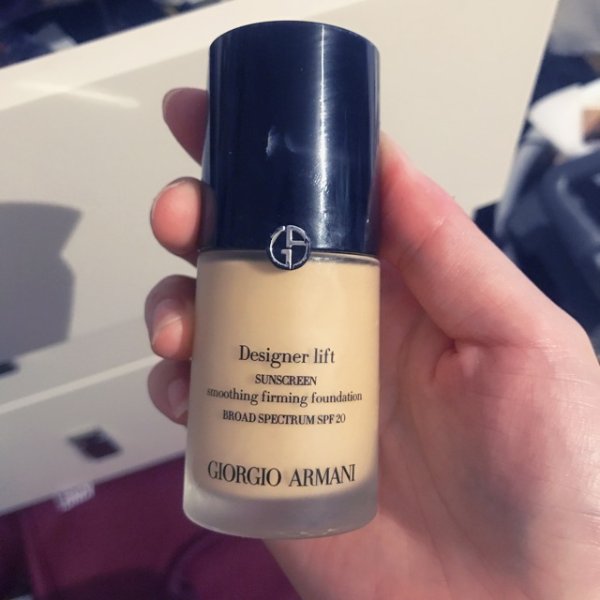 Designer lift
SUNSCREEN
smoothing firming foundation
BROAD SPECTRUM SPF 20
GIORGIO ARMANI